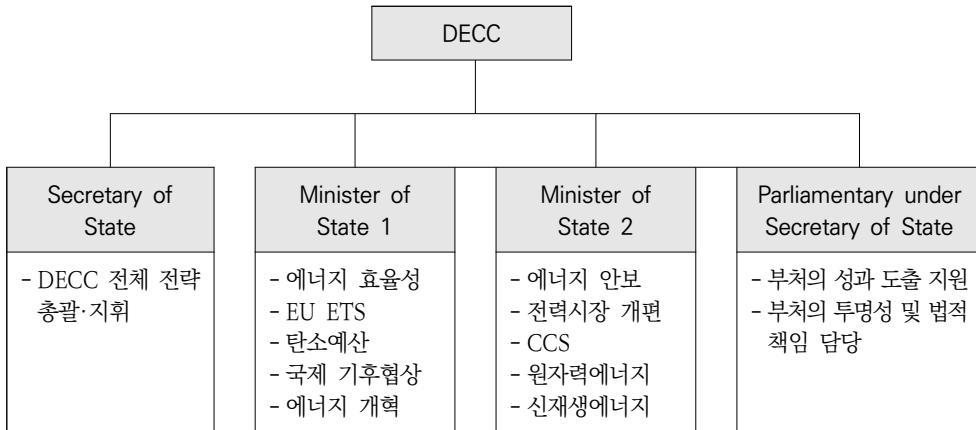 DECC
Secretary of
State
- DECC 전체 전략
총괄·지휘
Minister of
State 1
- 에너지 효율성
- EU ETS
- 탄소예산
- 국제 기후협상
- 에너지 개혁
Minister of
State 2
- 에너지 안보
- 전력시장 개편
- CCS
- 원자력에너지
- 신재생에너지
Parliamentary under
Secretary of State
- 부처의 성과 도출 지원
- 부처의 투명성 및 법적
책임 담당